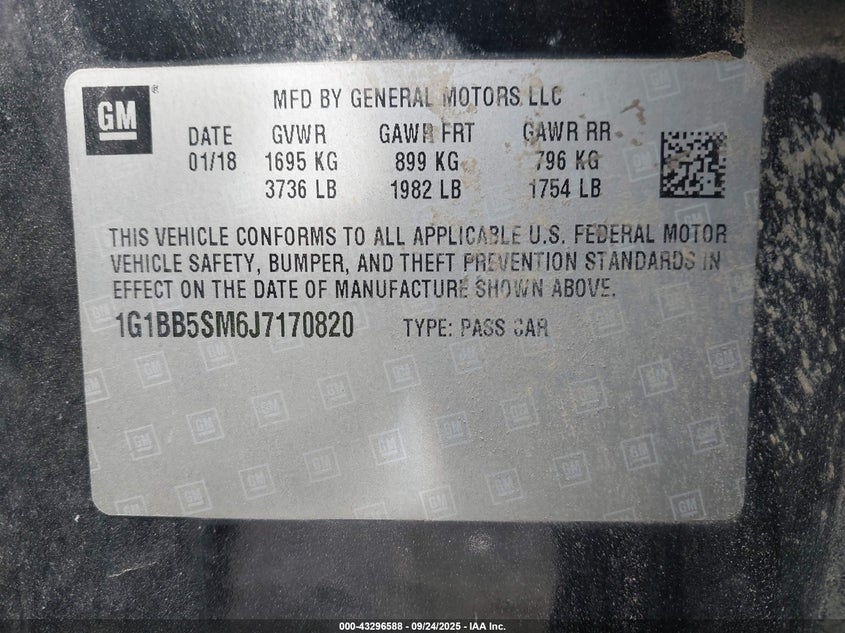 GM®
MFD BY GENERAL MOTORS LLC
DATE GVWR GAWR FRT GAWR RR
01/18 1695 KG 899 KG 796 KG
3736 LB 1982 LB 1754 LB
THIS VEHICLE CONFORMS TO ALL APPLICABLE U.S. FEDERAL MOTOR
VEHICLE SAFETY, BUMPER, AND THEFT PREVENTION STANDARDS IN
EFFECT ON THE DATE OF MANUFACTURE SHOWN ABOVE.
1G1BB5SM6J7170820 TYPE: PASS CAR
000-43296588 - 09/24/2025 - IAA Inc.